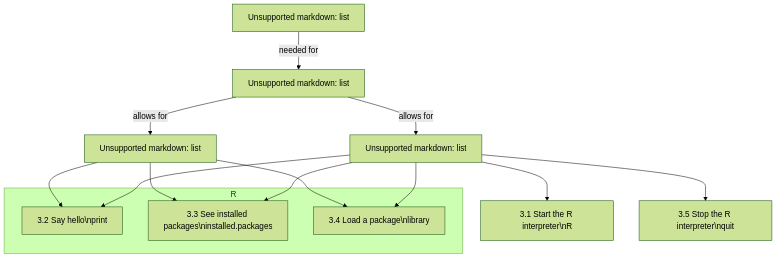 Unsupported markdown: list
needed for
Unsupported markdown: list
allows for
allows for
Unsupported markdown: list
Unsupported markdown: list
R
3.2 Say hello\nprint
3.3 See installed
packages\ninstalled.packages
3.4 Load a package\nlibrary
3.1 Start the R
interpreter\nR
3.5 Stop the R
interpreter\nquit